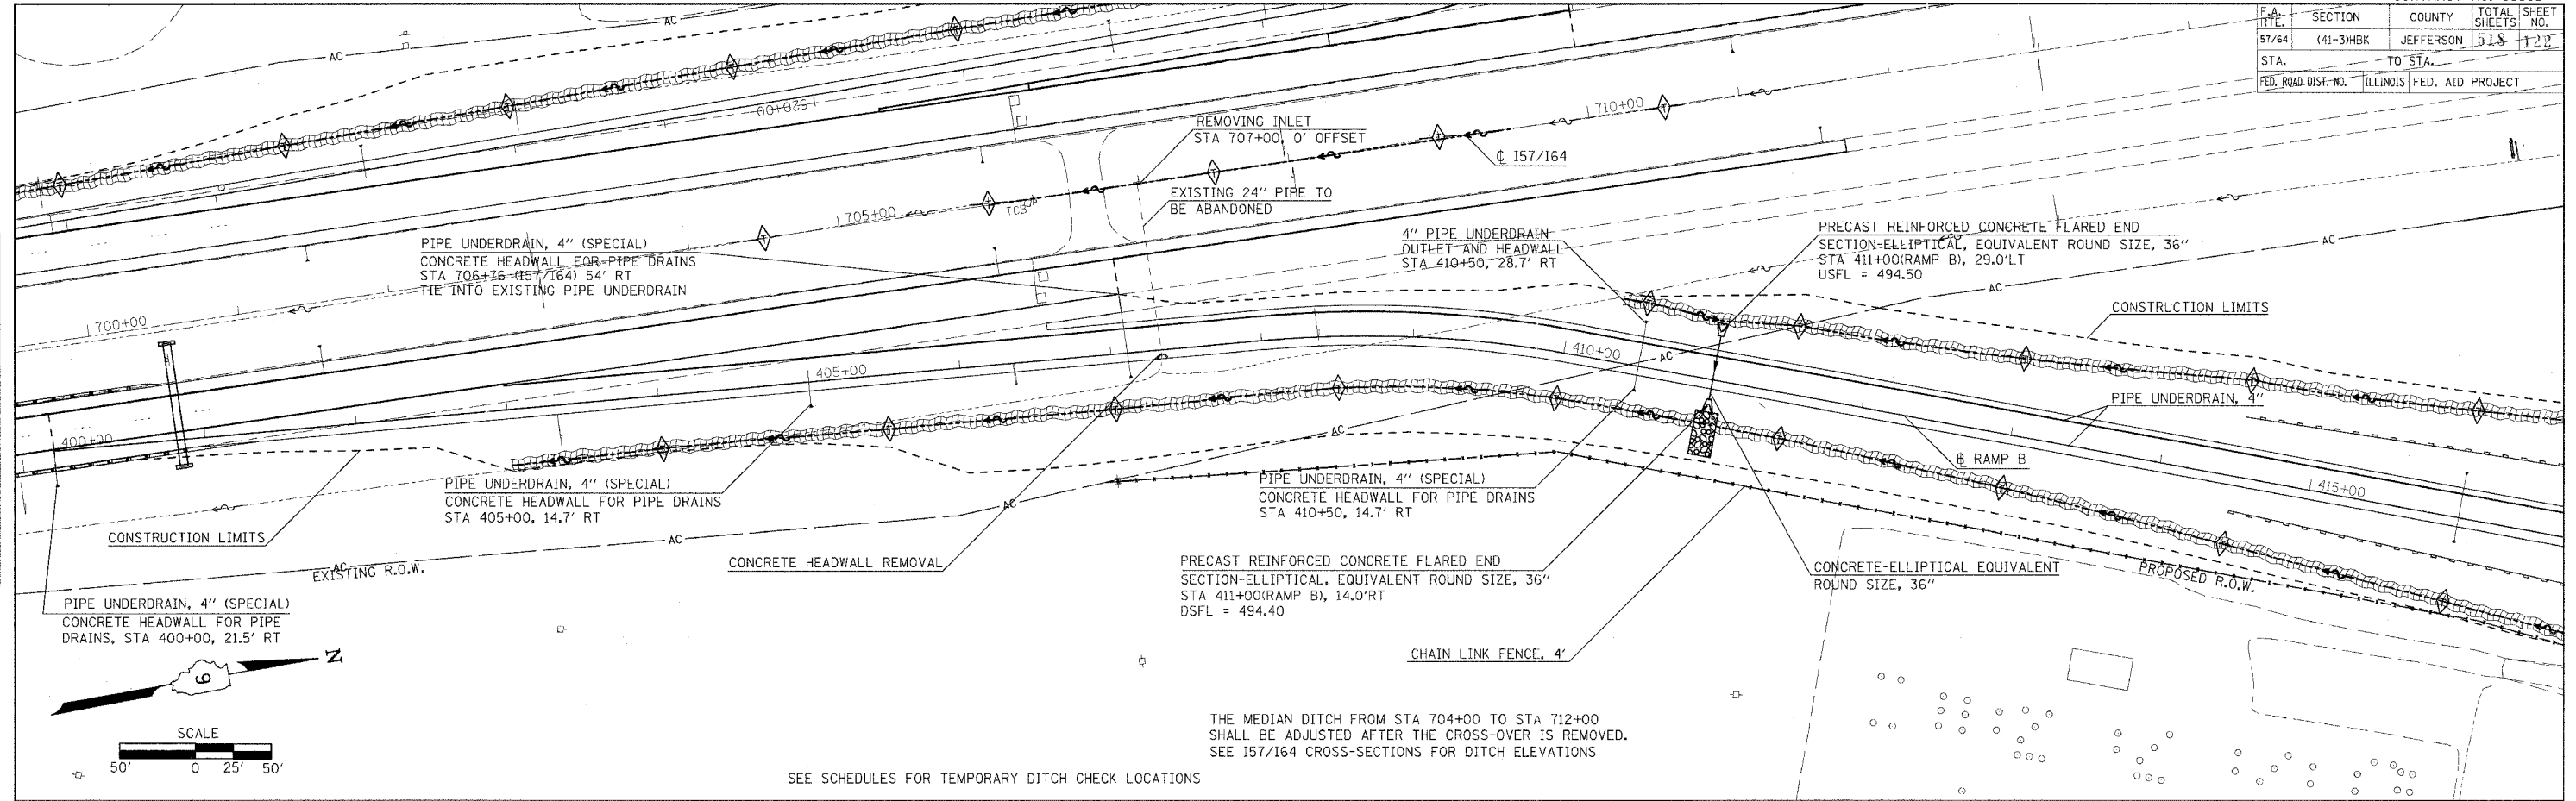 F.A. RTE. SECTION COUNTY TOTAL SHEETS SHEET NO.
57/64 (41-3)HBK JEFFERSON 518 122
STA. TO STA.
FED. ROAD DIST. NO. ILLINOIS FED. AID PROJECT
AC
AC
1520+00
710+00
REMOVING INLET
STA 707+00, 0' OFFSET
℄ I57/I64
EXISTING 24" PIPE TO
BE ABANDONED
705+00
TCB
PIPE UNDERDRAIN, 4" (SPECIAL)
CONCRETE HEADWALL FOR PIPE DRAINS
STA 706+76 (I57/I64) 54' RT
TIE INTO EXISTING PIPE UNDERDRAIN
4" PIPE UNDERDRAIN
OUTLET AND HEADWALL
STA 410+50, 28.7' RT
PRECAST REINFORCED CONCRETE FLARED END
SECTION-ELLIPTICAL, EQUIVALENT ROUND SIZE, 36"
STA 411+00(RAMP B), 29.0'LT
USFL = 494.50
AC
AC
CONSTRUCTION LIMITS
700+00
410+00
AC
405+00
PIPE UNDERDRAIN, 4"
400+00
AC
B RAMP B
415+00
PIPE UNDERDRAIN, 4" (SPECIAL)
CONCRETE HEADWALL FOR PIPE DRAINS
STA 405+00, 14.7' RT
PIPE UNDERDRAIN, 4" (SPECIAL)
CONCRETE HEADWALL FOR PIPE DRAINS
STA 410+50, 14.7' RT
AC
CONSTRUCTION LIMITS
AC
AC
EXISTING R.O.W.
CONCRETE HEADWALL REMOVAL
PRECAST REINFORCED CONCRETE FLARED END
SECTION-ELLIPTICAL, EQUIVALENT ROUND SIZE, 36"
STA 411+00(RAMP B), 14.0'RT
DSFL = 494.40
CONCRETE-ELLIPTICAL EQUIVALENT
ROUND SIZE, 36"
PROPOSED R.O.W.
PIPE UNDERDRAIN, 4" (SPECIAL)
CONCRETE HEADWALL FOR PIPE
DRAINS, STA 400+00, 21.5' RT
CHAIN LINK FENCE, 4'
Z
9
SCALE
50' 0 25' 50'
THE MEDIAN DITCH FROM STA 704+00 TO STA 712+00
SHALL BE ADJUSTED AFTER THE CROSS-OVER IS REMOVED.
SEE I57/I64 CROSS-SECTIONS FOR DITCH ELEVATIONS
SEE SCHEDULES FOR TEMPORARY DITCH CHECK LOCATIONS